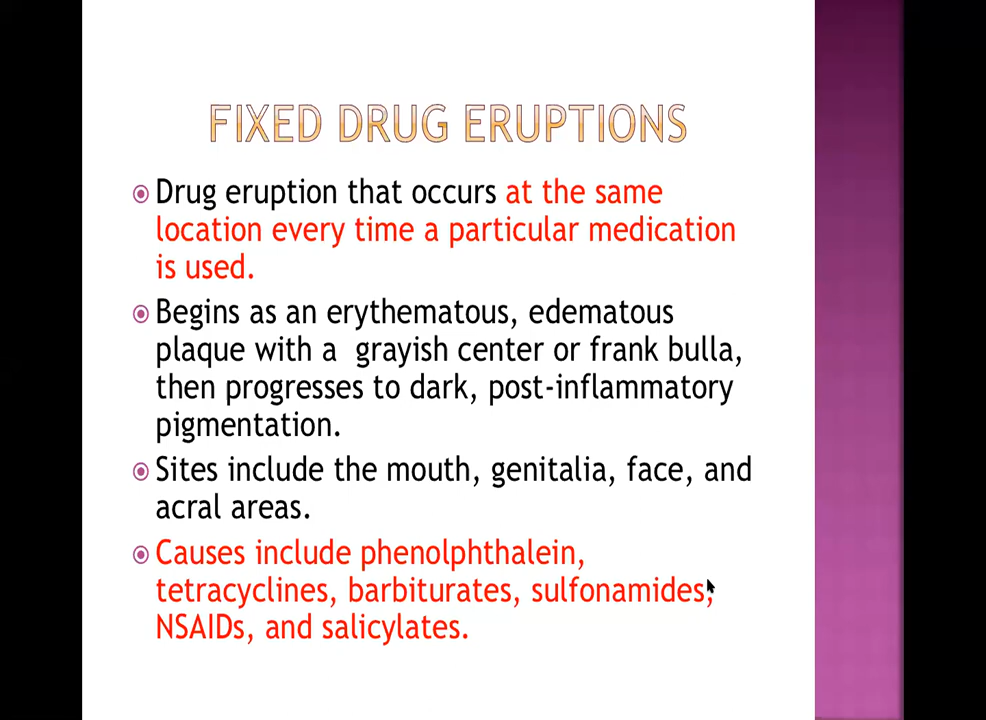 FIXED DRUG ERUPTIONS
Drug eruption that occurs at the same
location every time a particular medication
is used.
Begins as an erythematous, edematous
plaque with a grayish center or frank bulla,
then progresses to dark, post-inflammatory
pigmentation.
Sites include the mouth, genitalia, face, and
acral areas.
Causes include phenolphthalein,
tetracyclines, barbiturates, sulfonamides,
NSAIDs, and salicylates.